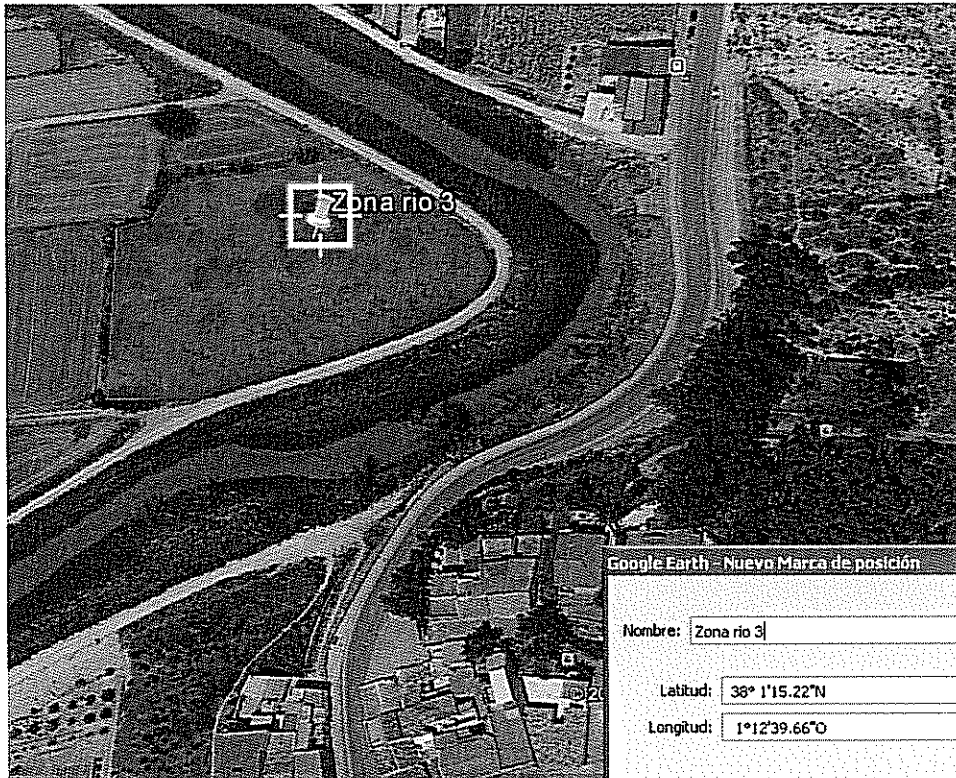 Zona rio 3
Google Earth - Nuevo Marca de posición
Nombre: Zona rio 3
Latitud: 38° 1'15.22"N
Longitud: 1°12'39.66"O